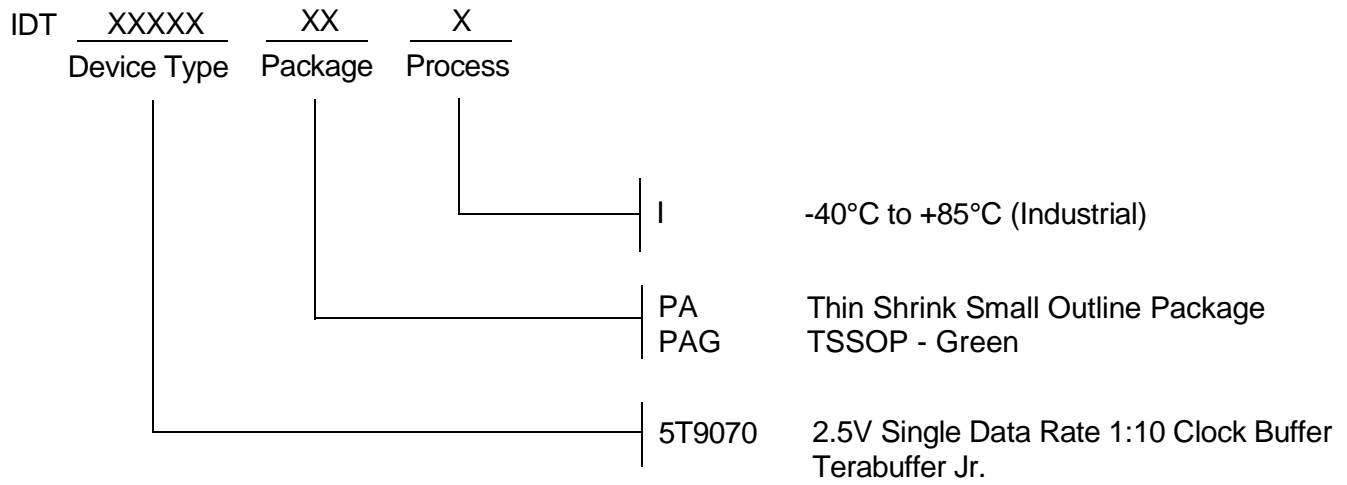 IDT XXXXX XX X
Device Type Package Process
I -40°C to +85°C (Industrial)
PA Thin Shrink Small Outline Package
PAG TSSOP - Green
5T9070 2.5V Single Data Rate 1:10 Clock Buffer
Terabuffer Jr.